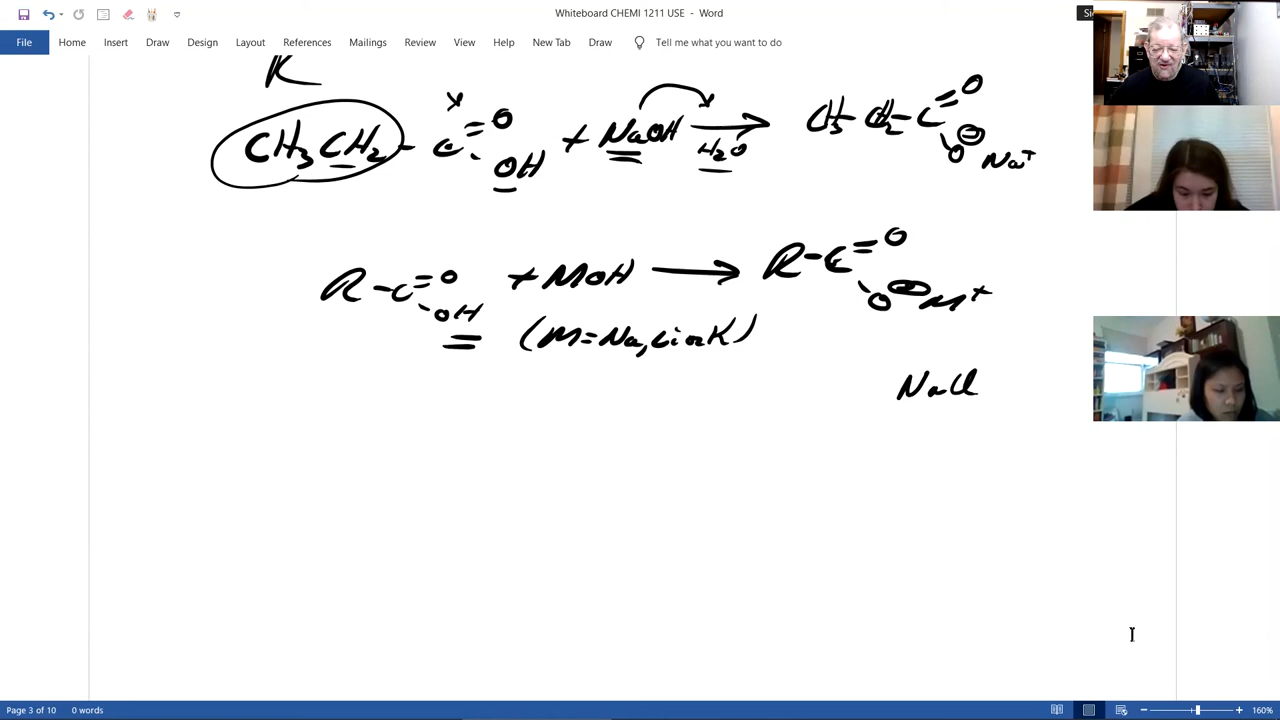 Whiteboard CHEMI 1211 USE - Word
File Home Insert Draw Design Layout References Mailings Review View Help New Tab Draw Tell me what you want to do
R
CH3CH2-C=O OH + NaOH → H2O CH3-CH2-C=O O⊖ Na+
R-C=O OH + MOH → R-C=O O⊖ M+
(M=Na, Li or K)
NaCl
Page 3 of 10 0 words 160%